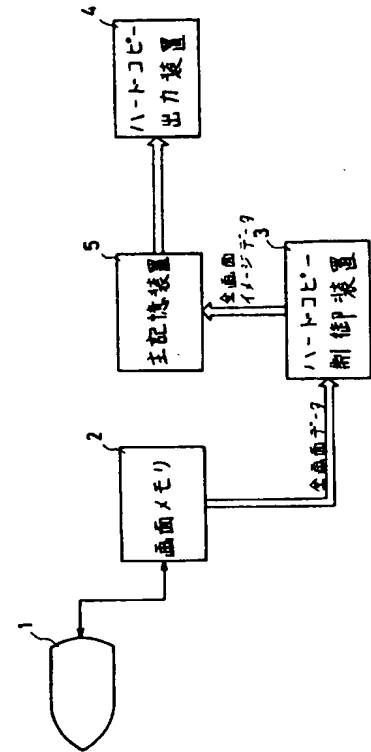 1
2
画面メモリ
全画面データ
3
ハードコピー
制御装置
全画面
イメージデータ
5
主記憶装置
4
ハードコピー
出力装置